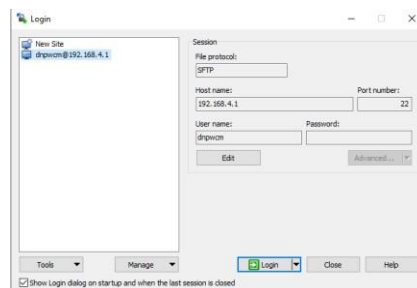 Login
New Site
dnpwcm@192.168.4.1
Session
File protocol:
SFTP
Host name:
Port number:
192.168.4.1
22
User name:
Password:
dnpwcm
Edit
Advanced...
Tools
Manage
Login
Close
Help
Show Login dialog on startup and when the last session is closed